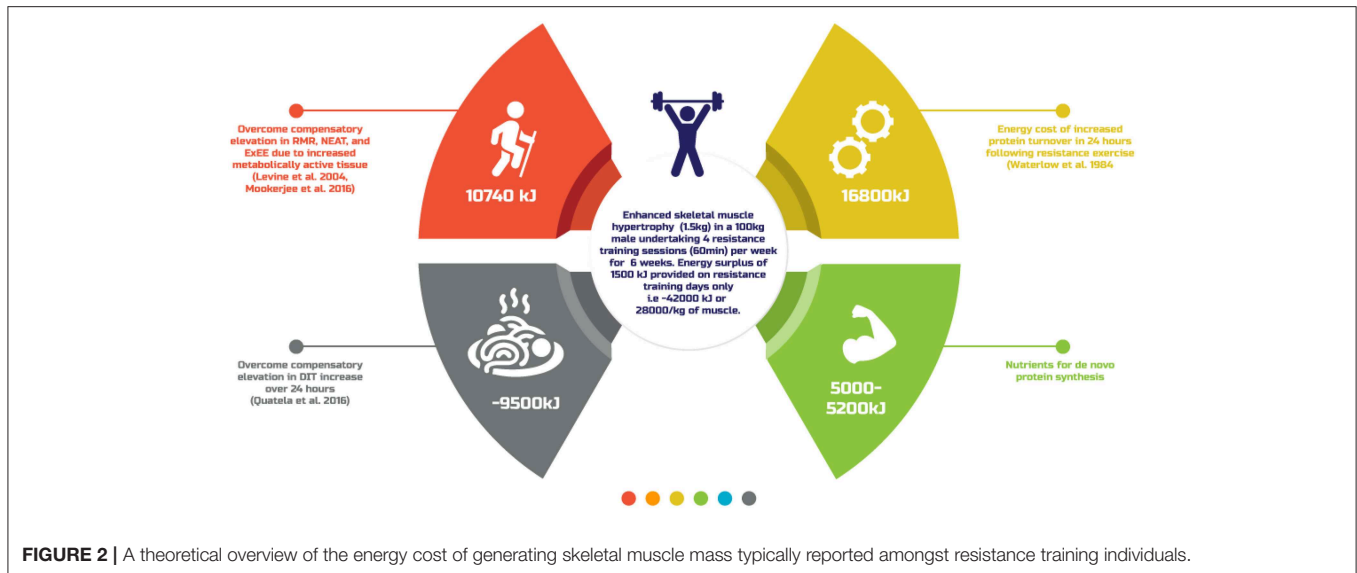 Overcome compensatory
elevation in RMR, NEAT, and
ExEE due to increased
metabolically active tissue
(Levine et al. 2004,
Mookerjee et al. 2016)
10740 kJ
Energy cost of increased
protein turnover in 24 hours
following resistance exercise
(Waterlow et al. 1984
16800kJ
Enhanced skeletal muscle
hypertrophy (1.5kg) in a 100kg
male undertaking 4 resistance
training sessions (60min) per week
for 6 weeks. Energy surplus of
1500 kJ provided on resistance
training days only
i.e ~42000 kJ or
28000/kg of muscle.
Overcome compensatory
elevation in DIT increase
over 24 hours
(Quatela et al. 2016)
~9500kJ
5000-
5200kJ
Nutrients for de novo
protein synthesis
FIGURE 2 | A theoretical overview of the energy cost of generating skeletal muscle mass typically reported amongst resistance training individuals.